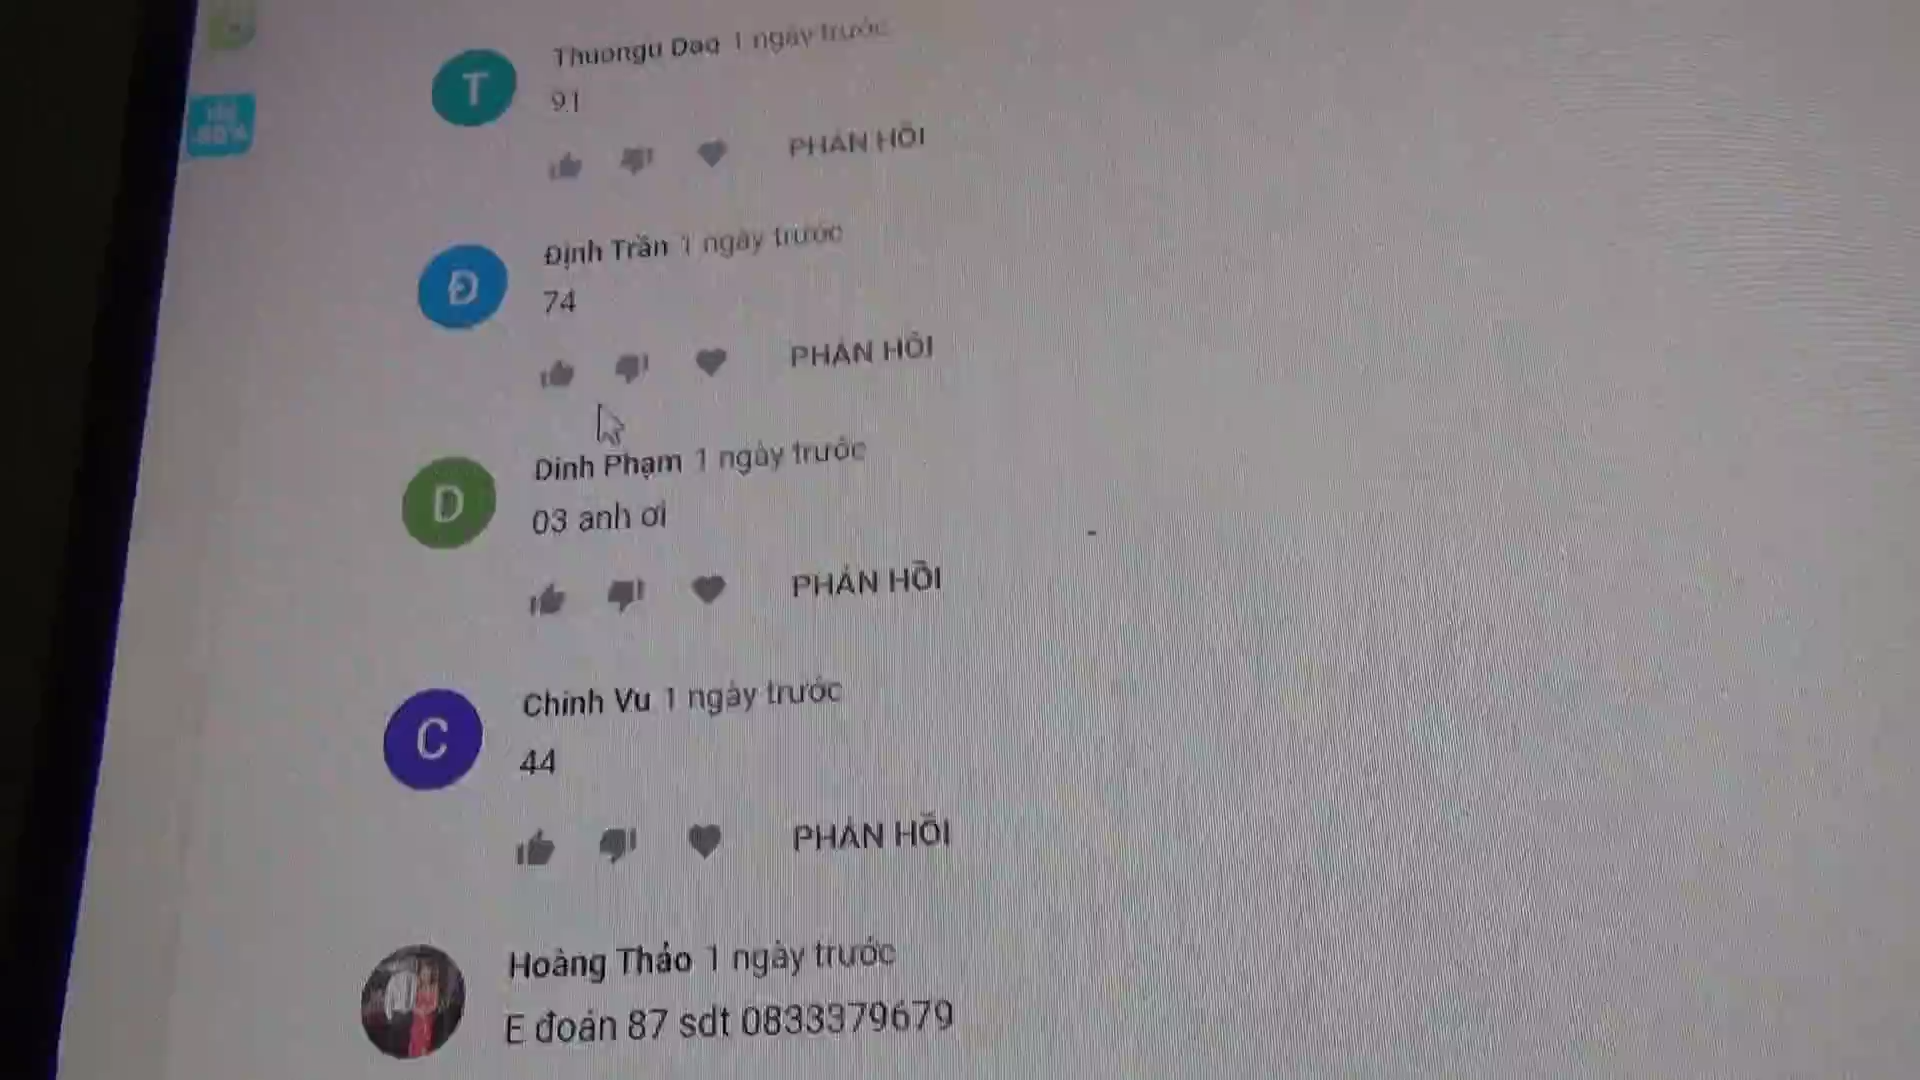 T
Thuongu Daq 1 ngày trước
91
PHẢN HỒI
Đ
Định Trần 1 ngày trước
74
PHẢN HỒI
D
Dinh Phạm 1 ngày trước
03 anh ơi
PHẢN HỒI
C
Chinh Vu 1 ngày trước
44
PHẢN HỒI
Hoàng Thảo 1 ngày trước
E đoán 87 sdt 0833379679